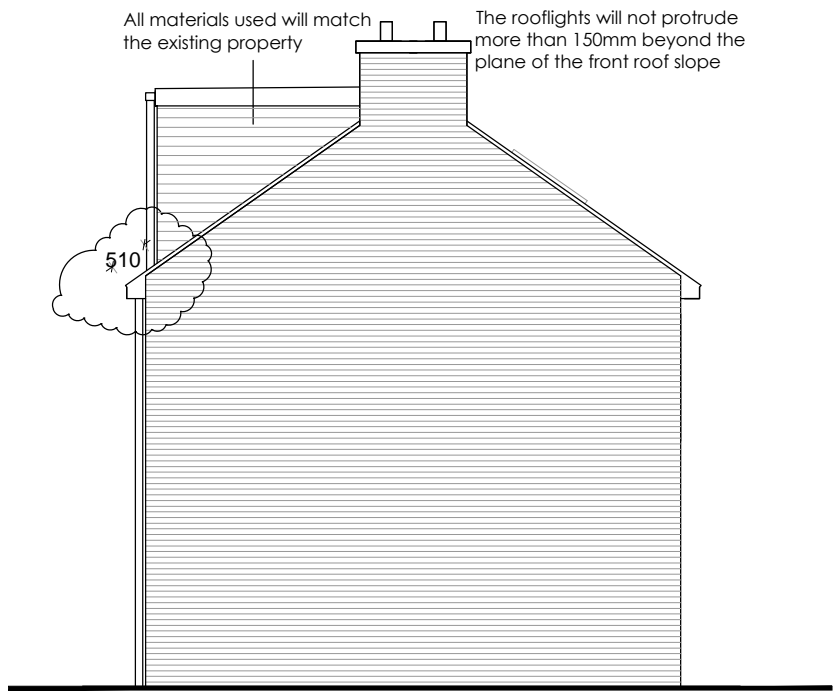 All materials used will match
the existing property
The rooflights will not protrude
more than 150mm beyond the
plane of the front roof slope
510